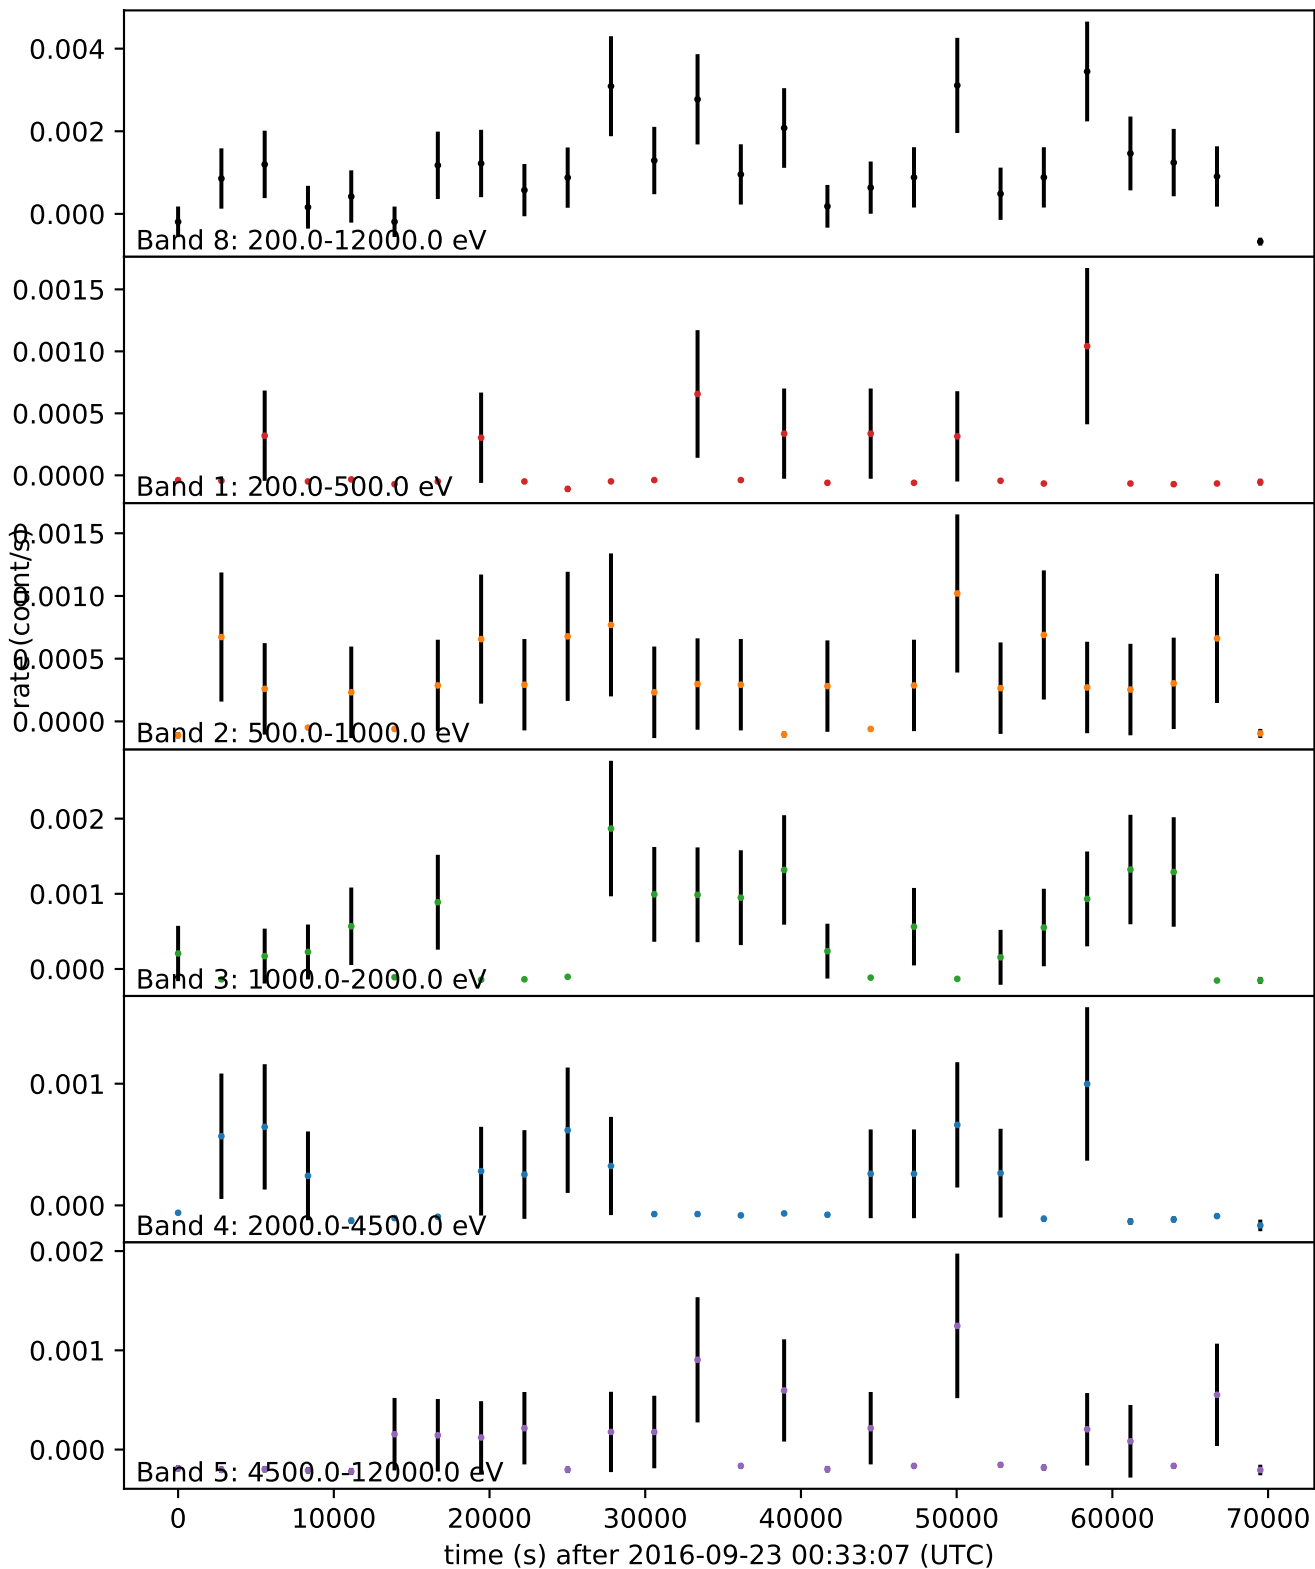 0.004
0.002
0.000
Band 8: 200.0-12000.0 eV
0.0015
0.0010
0.0005
0.0000
Band 1: 200.0-500.0 eV
rate (count/s)
0.0015
0.0010
0.0005
0.0000
Band 2: 500.0-1000.0 eV
0.002
0.001
0.000
Band 3: 1000.0-2000.0 eV
0.001
0.000
Band 4: 2000.0-4500.0 eV
0.002
0.001
0.000
Band 5: 4500.0-12000.0 eV
0 10000 20000 30000 40000 50000 60000 70000
time (s) after 2016-09-23 00:33:07 (UTC)